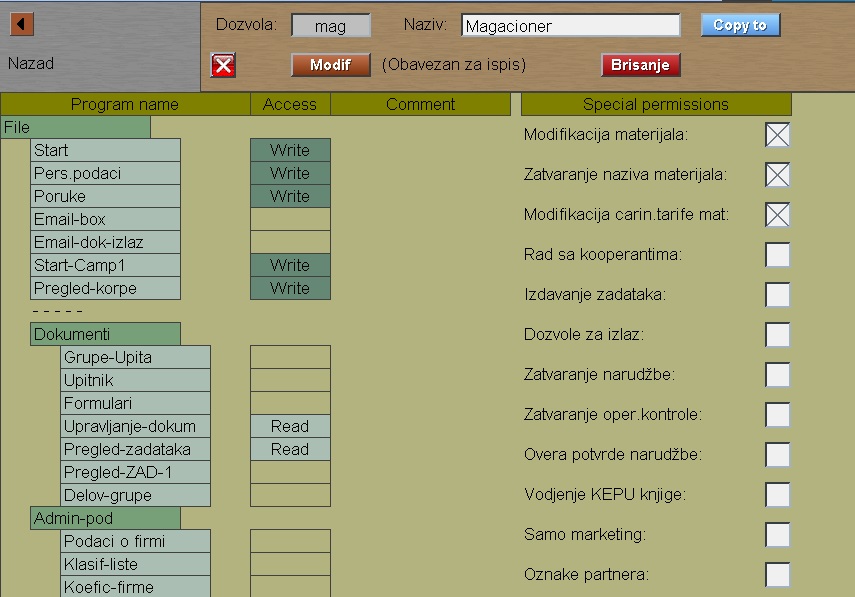 Dozvola: mag Naziv: Magacioner Copy to
Nazad Modif (Obavezan za ispis) Brisanje
Program name Access Comment Special permissions
File
Start Write
Pers.podaci Write
Poruke Write
Email-box
Email-dok-izlaz
Start-Camp1 Write
Pregled-korpe Write
- - - - -
Dokumenti
Grupe-Upita
Upitnik
Formulari
Upravljanje-dokum Read
Pregled-zadataka Read
Pregled-ZAD-1
Delov-grupe
Admin-pod
Podaci o firmi
Klasif-liste
Koefic-firme
Modifikacija materijala:
Zatvaranje naziva materijala:
Modifikacija carin.tarife mat:
Rad sa kooperantima:
Izdavanje zadataka:
Dozvole za izlaz:
Zatvaranje narudžbe:
Zatvaranje oper.kontrole:
Overa potvrde narudžbe:
Vodjenje KEPU knjige:
Samo marketing:
Oznake partnera: